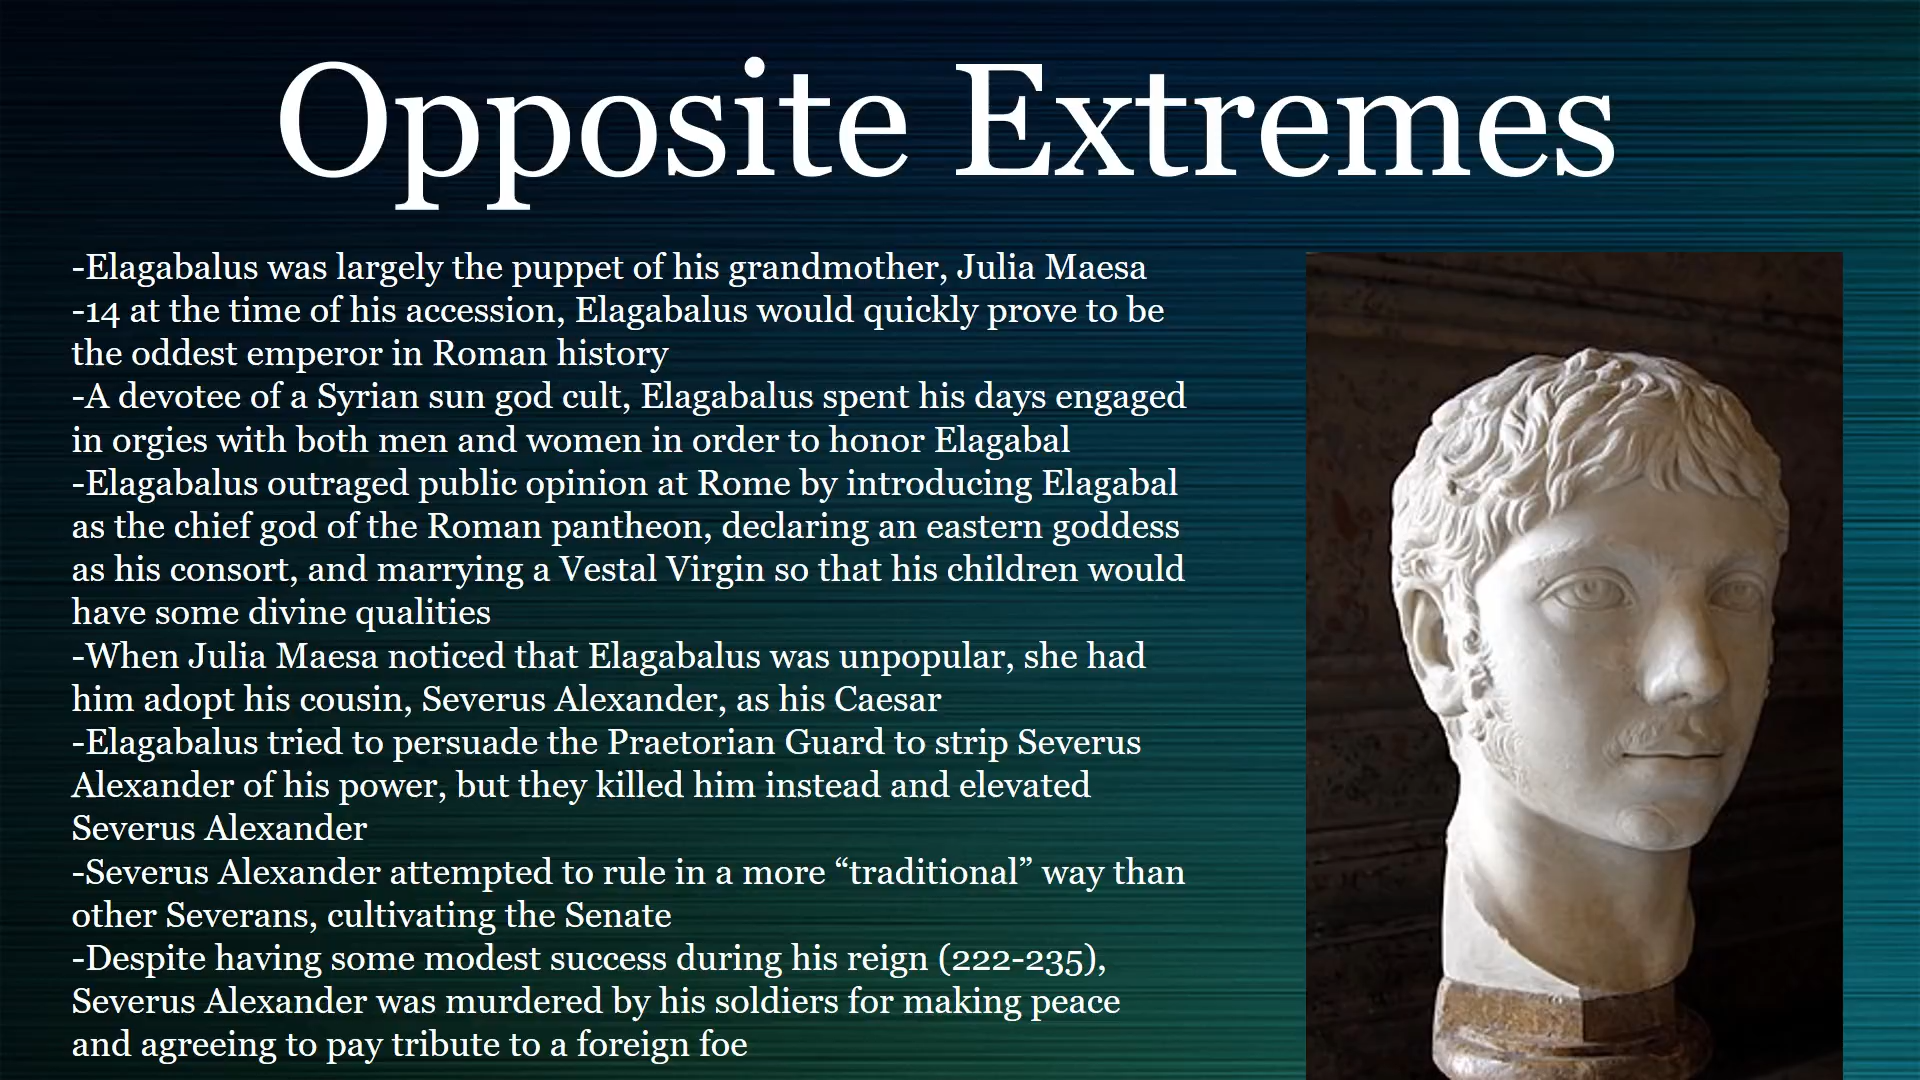 Opposite Extremes
-Elagabalus was largely the puppet of his grandmother, Julia Maesa
-14 at the time of his accession, Elagabalus would quickly prove to be
the oddest emperor in Roman history
-A devotee of a Syrian sun god cult, Elagabalus spent his days engaged
in orgies with both men and women in order to honor Elagabal
-Elagabalus outraged public opinion at Rome by introducing Elagabal
as the chief god of the Roman pantheon, declaring an eastern goddess
as his consort, and marrying a Vestal Virgin so that his children would
have some divine qualities
-When Julia Maesa noticed that Elagabalus was unpopular, she had
him adopt his cousin, Severus Alexander, as his Caesar
-Elagabalus tried to persuade the Praetorian Guard to strip Severus
Alexander of his power, but they killed him instead and elevated
Severus Alexander
-Severus Alexander attempted to rule in a more “traditional” way than
other Severans, cultivating the Senate
-Despite having some modest success during his reign (222-235),
Severus Alexander was murdered by his soldiers for making peace
and agreeing to pay tribute to a foreign foe